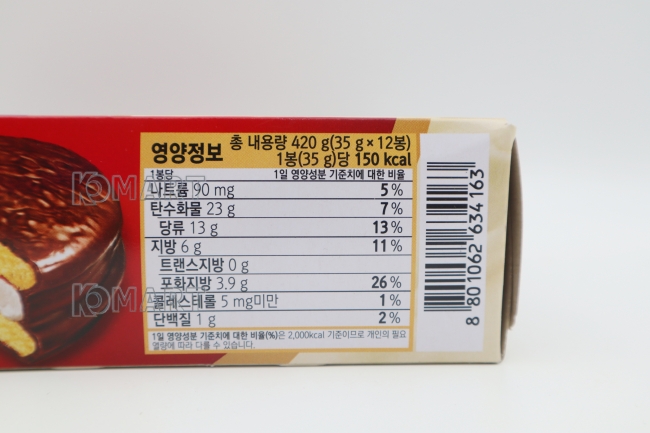 영양정보 총 내용량 420 g(35 g×12봉)
1봉(35 g)당 150 kcal
1봉당 1일 영양성분 기준치에 대한 비율
나트륨 90 mg 5 %
탄수화물 23 g 7 %
당류 13 g 13 %
지방 6 g 11 %
트랜스지방 0 g
포화지방 3.9 g 26 %
콜레스테롤 5 mg미만 1 %
단백질 1 g 2 %
1일 영양성분 기준치에 대한 비율(%)은 2,000kcal 기준이므로 개인의 필요
열량에 따라 다를 수 있습니다.
8 801062 634163
KOMART
KOMART